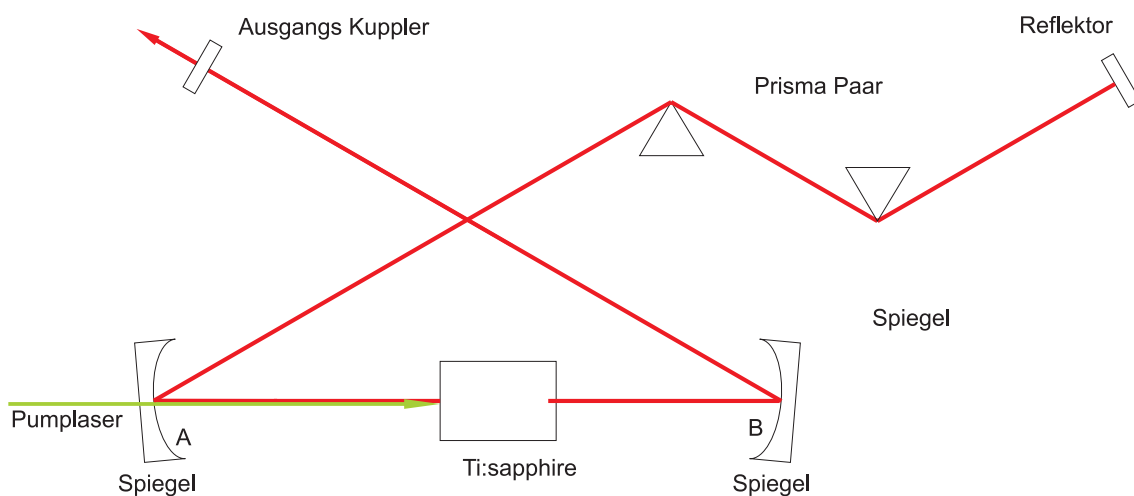 Ausgangs Kuppler
Reflektor
Prisma Paar
Spiegel
Pumplaser
A
B
Ti:sapphire
Spiegel
Spiegel